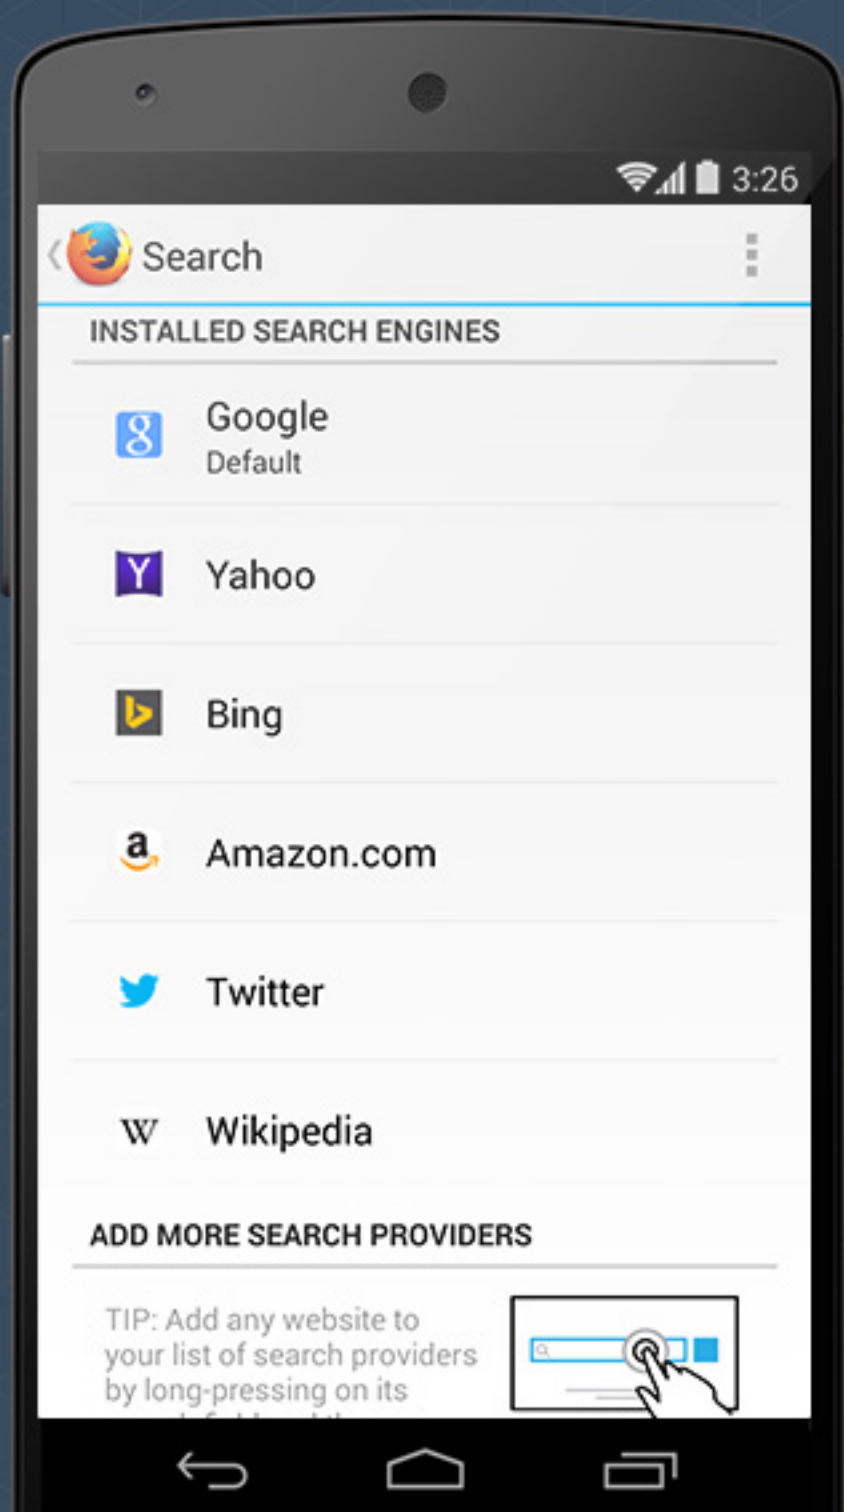 3:26
Search
INSTALLED SEARCH ENGINES
Google
Default
Yahoo
Bing
Amazon.com
Twitter
Wikipedia
ADD MORE SEARCH PROVIDERS
TIP: Add any website to
your list of search providers
by long-pressing on its